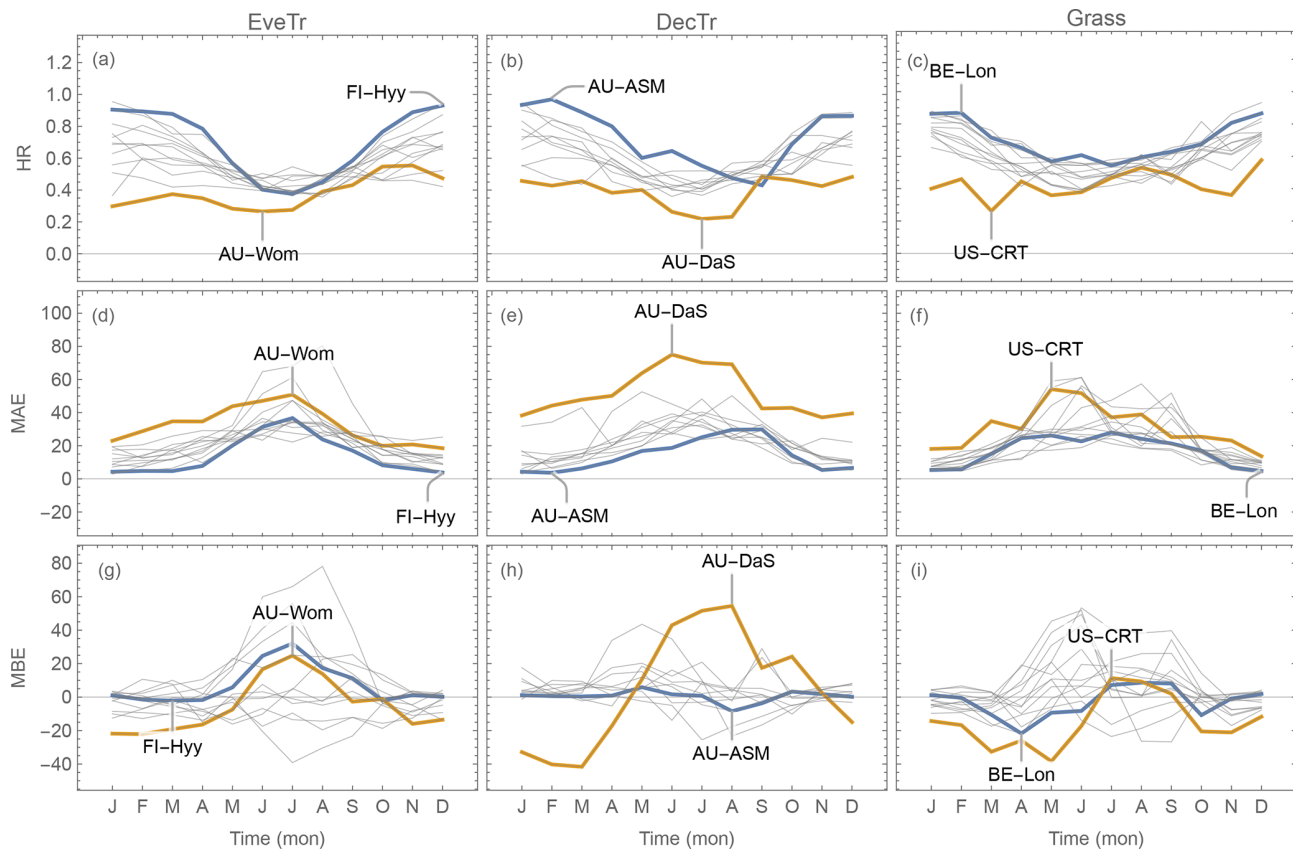 EveTr DecTr Grass
(a) (b) (c)
HR
1.2
1.0
0.8
0.6
0.4
0.2
0.0
FI–Hyy
AU–Wom
AU–ASM
AU–DaS
BE–Lon
US–CRT
(d) (e) (f)
MAE
100
80
60
40
20
0
−20
AU–Wom
FI–Hyy
AU–DaS
AU–ASM
US–CRT
BE–Lon
(g) (h) (i)
MBE
80
60
40
20
0
−20
−40
AU–Wom
FI–Hyy
AU–DaS
AU–ASM
US–CRT
BE–Lon
J F M A M J J A S O N D J F M A M J J A S O N D J F M A M J J A S O N D
Time (mon) Time (mon) Time (mon)